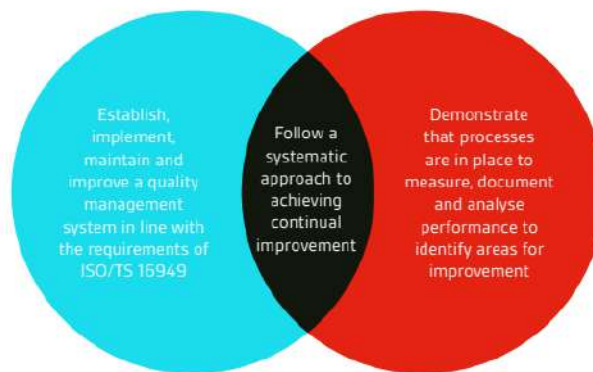 Establish,
implement,
maintain and
improve a quality
management
system in line with
the requirements of
ISO/TS 16949
Follow a
systematic
approach to
achieving
continual
improvement
Demonstrate
that processes
are in place to
measure, document
and analyse
performance to
identify areas for
improvement